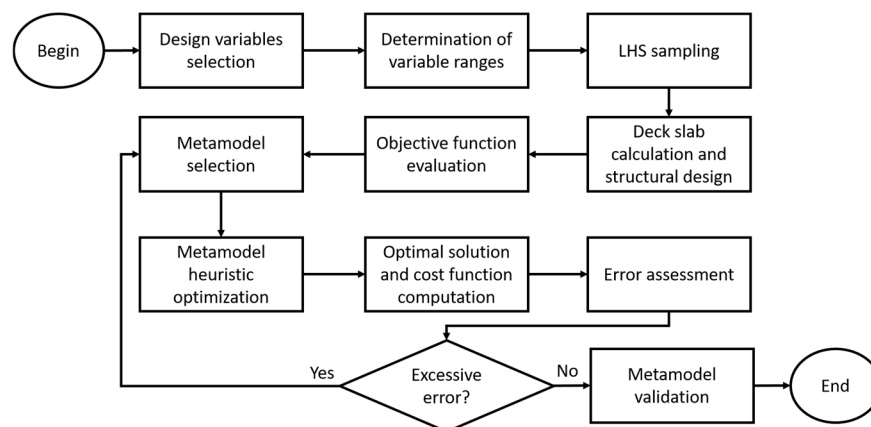 Begin
Design variables
selection
Determination of
variable ranges
LHS sampling
Deck slab
calculation and
structural design
Objective function
evaluation
Metamodel
selection
Metamodel
heuristic
optimization
Optimal solution
and cost function
computation
Error assessment
Excessive
error?
Yes
No
Metamodel
validation
End